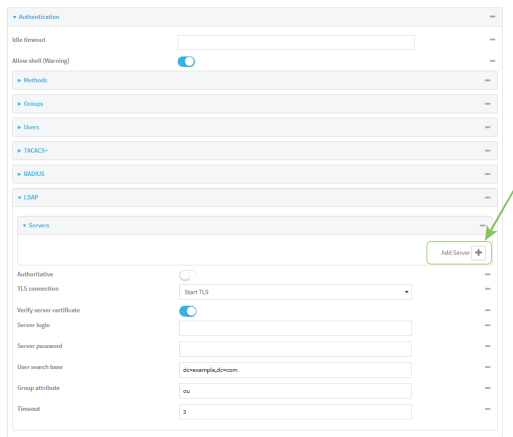 Authentication
Idle timeout
Allow shell (Warning)
Methods
Groups
Users
TACACS+
RADIUS
LDAP
Servers
Add Server
Authoritative
TLS connection
Start TLS
Verify server certificate
Server login
Server password
User search base
dc=example,dc=com
Group attribute
ou
Timeout
3